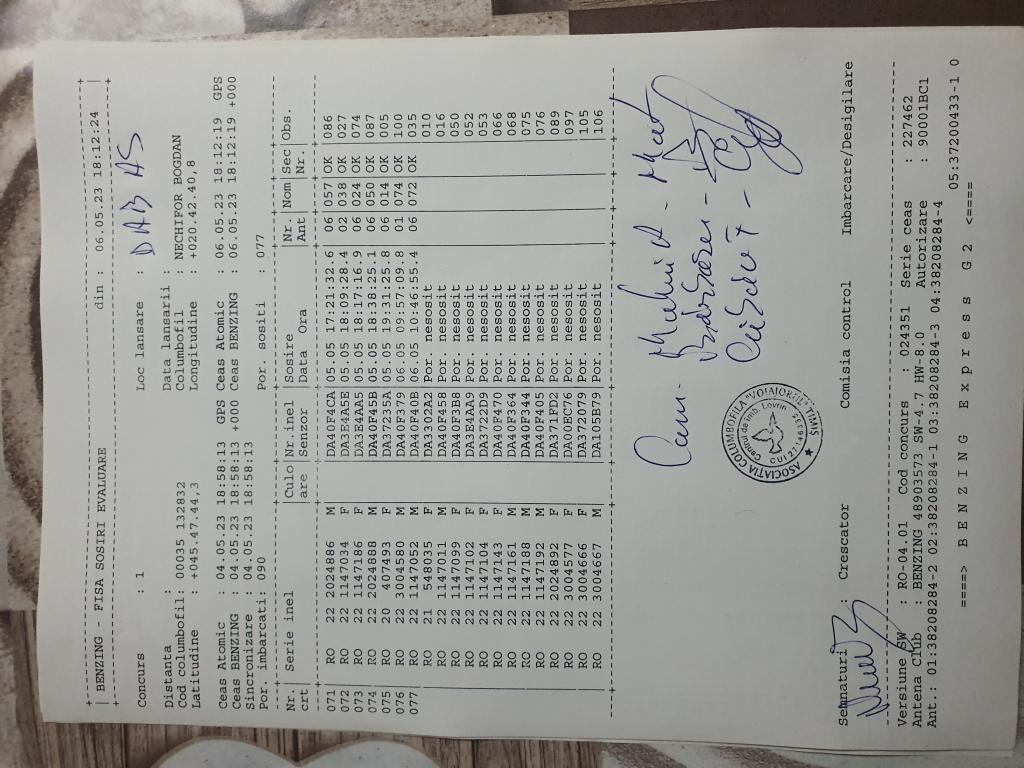 | BENZING - FISA SOSIRI EVALUARE din : 06.05.23 18:12:24 |
Concurs : 1 Loc lansare : DAB AS
Distanta : Data lansarii :
Cod columbofil: 00035 132832 Columbofil : NECHIFOR BOGDAN
Latitudine : +045.47.44,3 Longitudine : +020.42.40,8
Ceas Atomic : 04.05.23 18:58:13 GPS Ceas Atomic : 06.05.23 18:12:19 GPS
Ceas BENZING : 04.05.23 18:58:13 +000 Ceas BENZING : 06.05.23 18:12:19 +000
Sincronizare : 04.05.23 18:58:13
Por. imbarcati: 090 Por. sositi : 077
Nr. | Serie inel | Culo | Nr.inel | Sosire | Nr. | Nom | Sec | Obs.
crt | | are | Senzor | Data Ora | Ant | | Nr. |
071 RO 22 2024886 M DA40F4CA 05.05 17:21:32.6 06 057 OK 086
072 RO 22 1147034 F DA3E4A5E 05.05 18:09:28.4 02 038 OK 027
073 RO 22 1147186 F DA3E4AA5 05.05 18:17:16.9 06 024 OK 074
074 RO 22 2024888 M DA40F45B 05.05 18:38:25.1 06 050 OK 087
075 RO 20 407493 F DA37235A 05.05 19:31:25.8 06 014 OK 005
076 RO 22 3004580 M DA40F379 06.05 09:57:09.8 01 074 OK 100
077 RO 22 1147052 M DA40F40B 06.05 10:46:55.4 06 072 OK 035
RO 21 548035 F DA3302A2 Por. nesosit 010
RO 22 1147011 M DA40F458 Por. nesosit 016
RO 22 1147099 F DA40F3B8 Por. nesosit 050
RO 22 1147102 F DA3E4AA9 Por. nesosit 052
RO 22 1147104 F DA3722D9 Por. nesosit 053
RO 22 1147143 F DA40F470 Por. nesosit 066
RO 22 1147161 M DA40F364 Por. nesosit 068
RO 22 1147187 M DA40F344 Por. nesosit 075
RO 22 1147192 M DA40F405 Por. nesosit 076
RO 22 2024892 F DA371FD2 Por. nesosit 089
RO 22 3004577 F DA00EC76 Por. nesosit 097
RO 22 3004666 F DA372079 Por. nesosit 105
RO 22 3004667 M DA105B79 Por. nesosit 106
ASOCIATIA COLUMBOFILA "VOIAJORUL" TIMIS
Centrul de Imb. Lovrin
Semnaturi : Crescator Comisia control Imbarcare/Desigilare
Versiune SW : RO-04.01 Cod concurs : 024351 Serie ceas : 227462
Antena Club : BENZING 48903573 SW-4.7 HW-8.0 Autorizare : 90001BC1
Ant.: 01:38208284-2 02:38208284-1 03:38208284-3 04:38208284-4
05:37200433-1 0
====> B E N Z I N G E x p r e s s G 2 <====